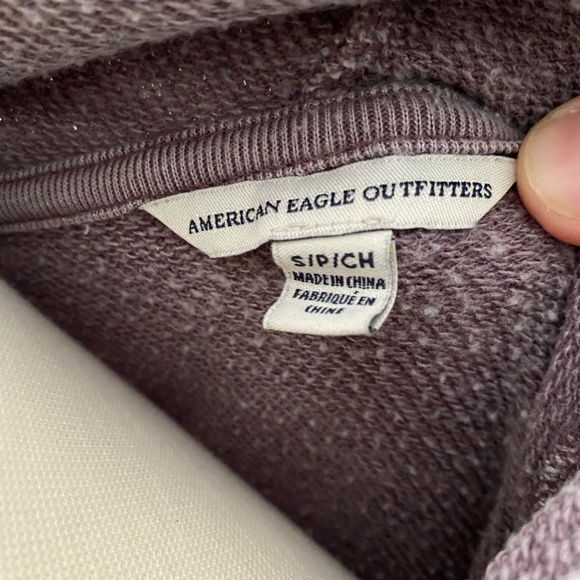 AMERICAN EAGLE OUTFITTERS
S/P/CH
MADE IN CHINA
FABRIQUÉ EN
CHINE